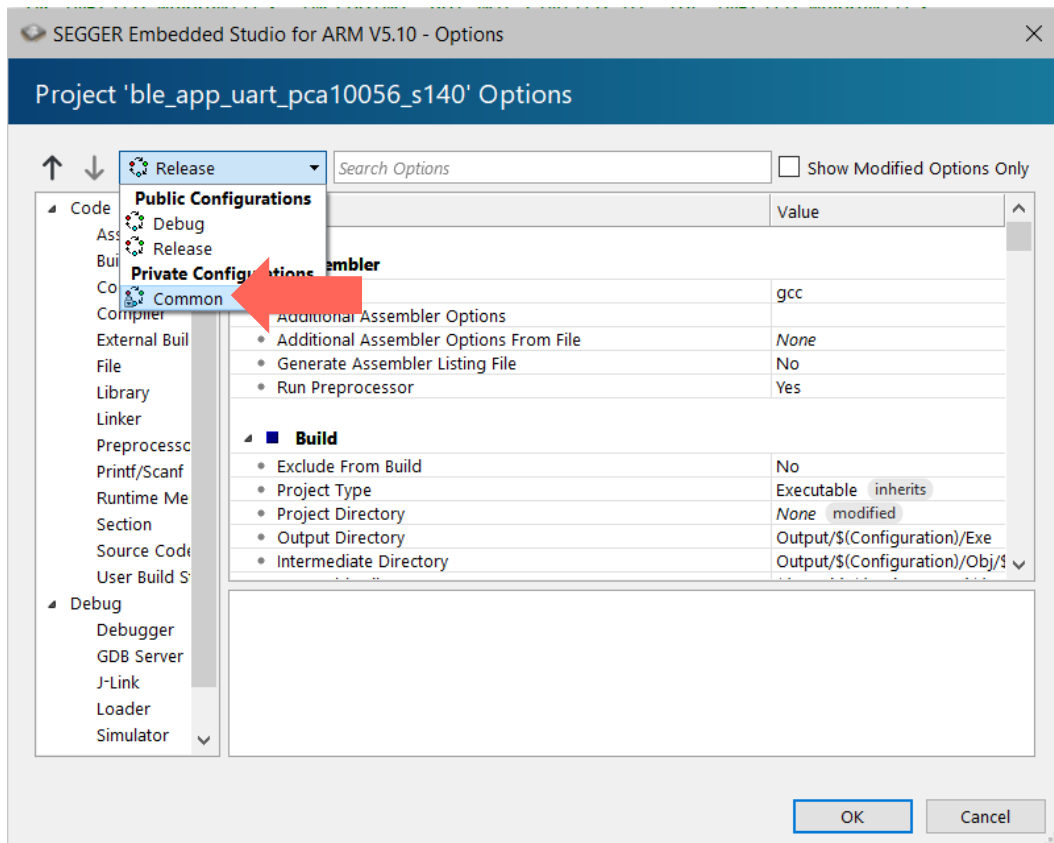 SEGGER Embedded Studio for ARM V5.10 - Options
Project 'ble_app_uart_pca10056_s140' Options
Release
Search Options
Show Modified Options Only
Public Configurations
Debug
Release
Private Configurations
Common
Code
External Buil
File
Library
Linker
Preprocesso
Printf/Scanf
Runtime Me
Section
Source Code
User Build S
Debug
Debugger
GDB Server
J-Link
Loader
Simulator
Value
gcc
Additional Assembler Options
Additional Assembler Options From File None
Generate Assembler Listing File No
Run Preprocessor Yes
Build
Exclude From Build No
Project Type Executable inherits
Project Directory None modified
Output Directory Output/$(Configuration)/Exe
Intermediate Directory Output/$(Configuration)/Obj/$
OK Cancel